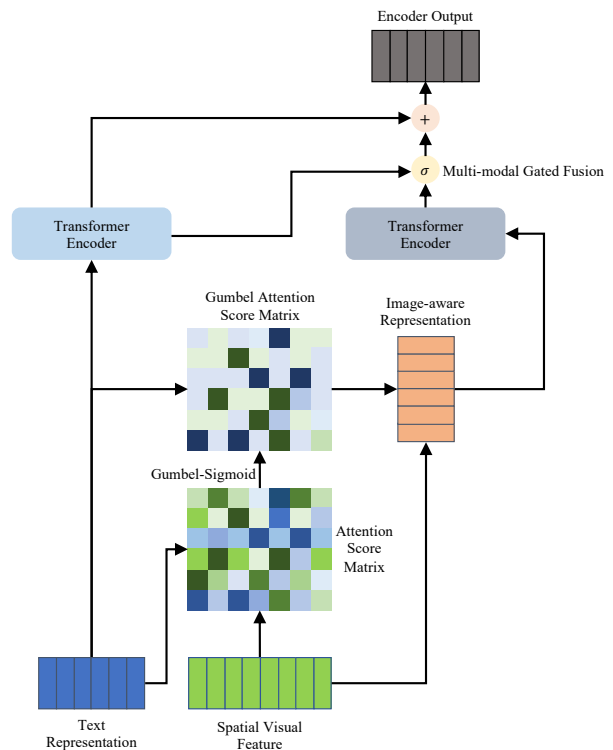 Encoder Output
+
σ
Multi-modal Gated Fusion
Transformer
Encoder
Transformer
Encoder
Gumbel Attention
Score Matrix
Image-aware
Representation
Gumbel-Sigmoid
Attention
Score
Matrix
Text
Representation
Spatial Visual
Feature